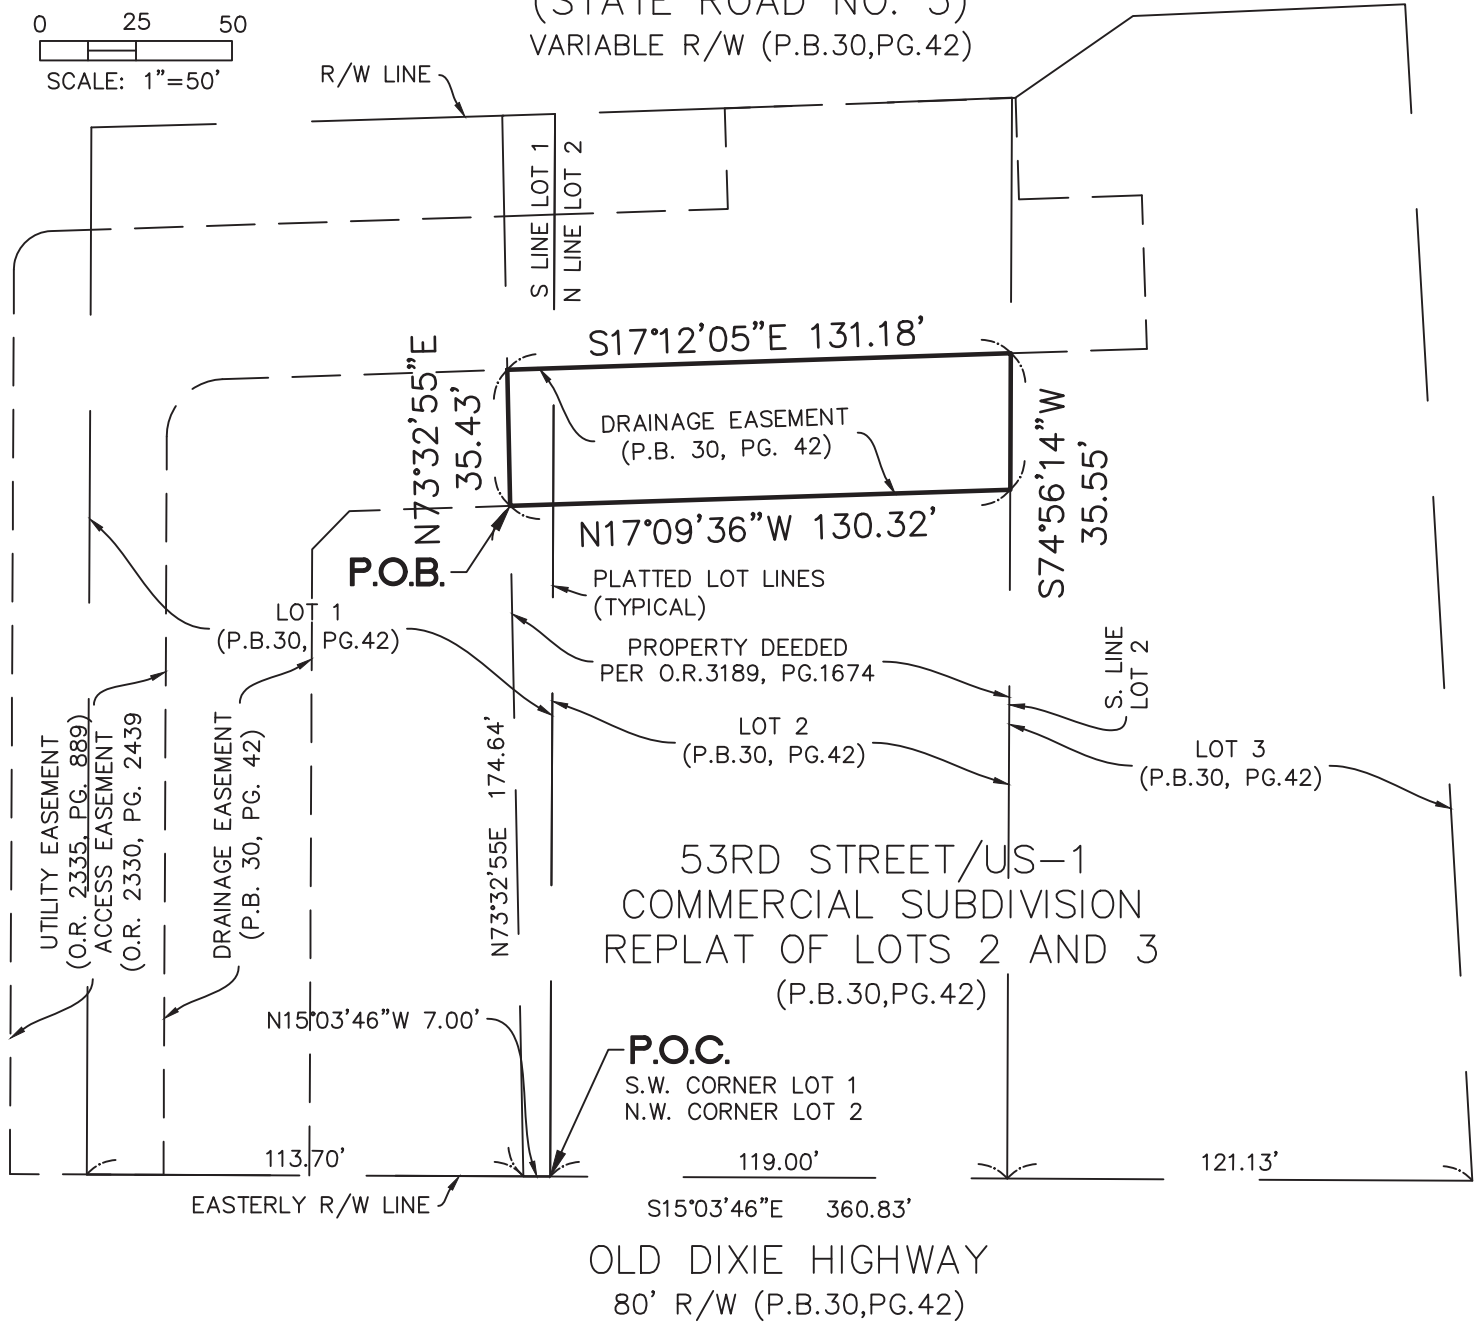 (STATE ROAD NO. 5)
VARIABLE R/W (P.B.30,PG.42)
0 25 50
SCALE: 1"=50'
R/W LINE
S LINE LOT 1
N LINE LOT 2
S17°12'05"E 131.18'
N73°32'55"E
35.43'
DRAINAGE EASEMENT
(P.B. 30, PG. 42)
S74°56'14"W
35.55'
N17°09'36"W 130.32'
P.O.B.
PLATTED LOT LINES
(TYPICAL)
LOT 1
(P.B.30, PG.42)
PROPERTY DEEDED
PER O.R.3189, PG.1674
S. LINE
LOT 2
LOT 2
(P.B.30, PG.42)
LOT 3
(P.B.30, PG.42)
UTILITY EASEMENT
(O.R. 2335, PG. 889)
ACCESS EASEMENT
(O.R. 2330, PG. 2439
DRAINAGE EASEMENT
(P.B. 30, PG. 42)
N73°32'55E 174.64'
53RD STREET/US-1
COMMERCIAL SUBDIVISION
REPLAT OF LOTS 2 AND 3
(P.B.30,PG.42)
N15°03'46"W 7.00'
P.O.C.
S.W. CORNER LOT 1
N.W. CORNER LOT 2
113.70'
119.00'
121.13'
EASTERLY R/W LINE
S15°03'46"E 360.83'
OLD DIXIE HIGHWAY
80' R/W (P.B.30,PG.42)